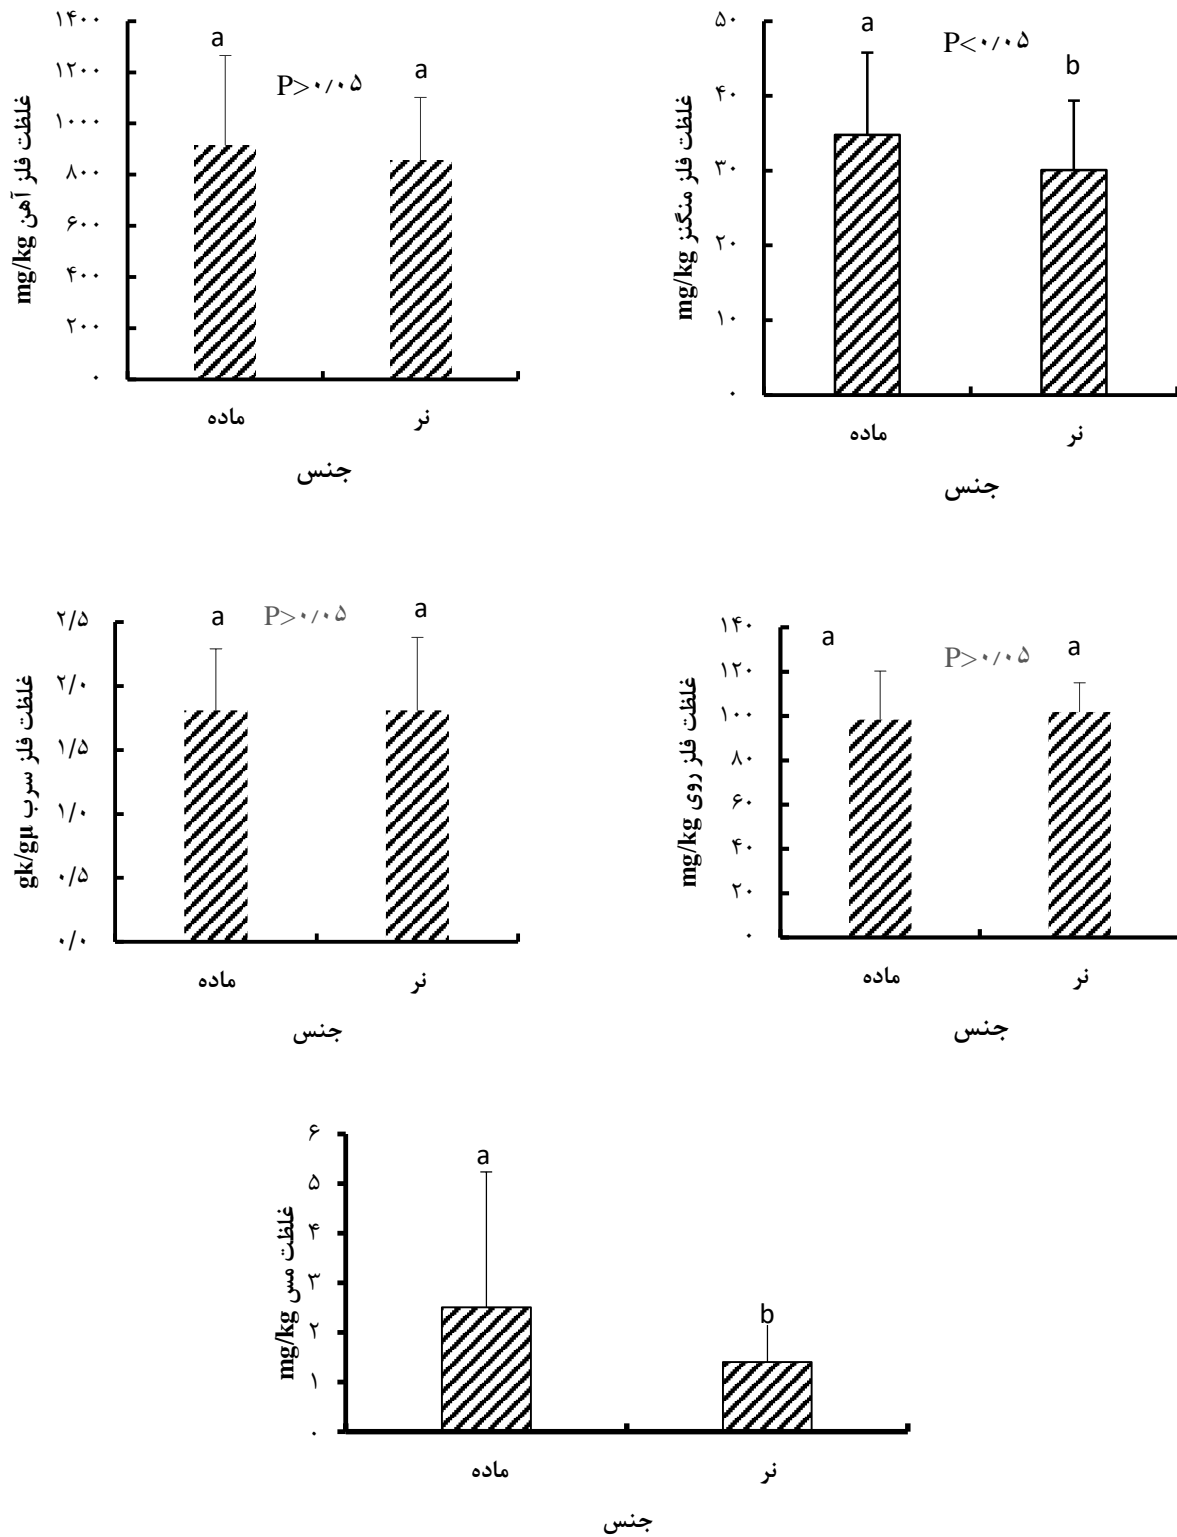 غلظت فلز آهن mg/kg
۱۴۰۰
۱۲۰۰
۱۰۰۰
۸۰۰
۶۰۰
۴۰۰
۲۰۰
۰
a
P>۰/۰۵
a
ماده
نر
جنس
غلظت فلز منگنز mg/kg
۵۰
۴۰
۳۰
۲۰
۱۰
۰
a
P<۰/۰۵
b
ماده
نر
جنس
غلظت فلز سرب gk/gµ
۲/۵
۲/۰
۱/۵
۱/۰
۰/۵
۰/۰
a
P>۰/۰۵
a
ماده
نر
جنس
غلظت فلز روی mg/kg
۱۴۰
۱۲۰
۱۰۰
۸۰
۶۰
۴۰
۲۰
۰
a
P>۰/۰۵
a
ماده
نر
جنس
غلظت مس mg/kg
۶
۵
۴
۳
۲
۱
۰
a
b
ماده
نر
جنس